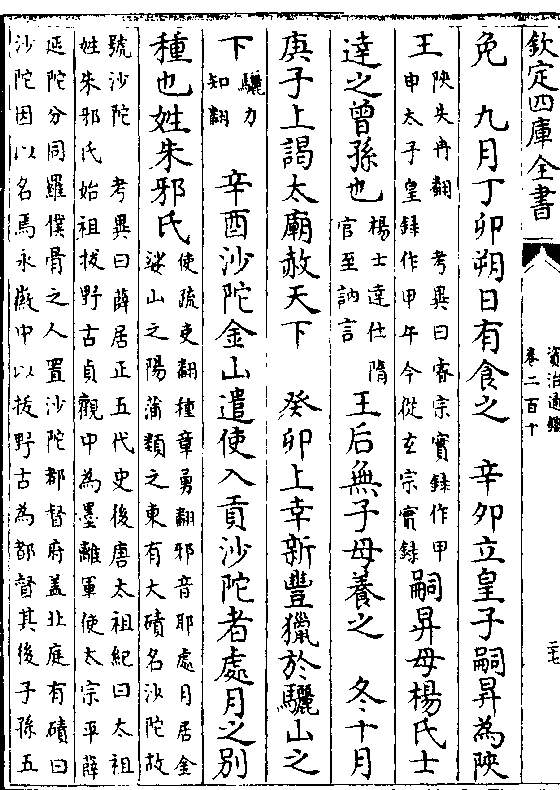 欽定四庫全書
資治通鑑
卷二百十
免　九月丁卯朔日有食之　辛卯立皇子嗣昇為陜
王
陜失冉翻　考異曰睿宗實録作甲
申太子皇録作甲午今從玄宗實録
嗣昇母楊氏士
達之曾孫也
楊士達仕隋
官至訥言
王后無子母養之　冬十月
庚子上謁太廟赦天下　癸卯上幸新豐獵於驪山之
下
驪力
知翻
辛酉沙陀金山遣使入貢沙陀者處月之别
種也姓朱邪氏
使疏吏翻種章勇翻邪音耶處月居金
娑山之陽蒲類之東有大磧名沙陀故
號沙陀　考異曰薛居正五代史後唐太祖紀曰太祖
姓朱邪氏始祖拔野古貞觀中為墨離軍使太宗平薛
延陀分同羅僕骨之人置沙陀都督府蓋北庭有磧曰
沙陀因以名焉永徽中以拔野古為都督其後子孫五